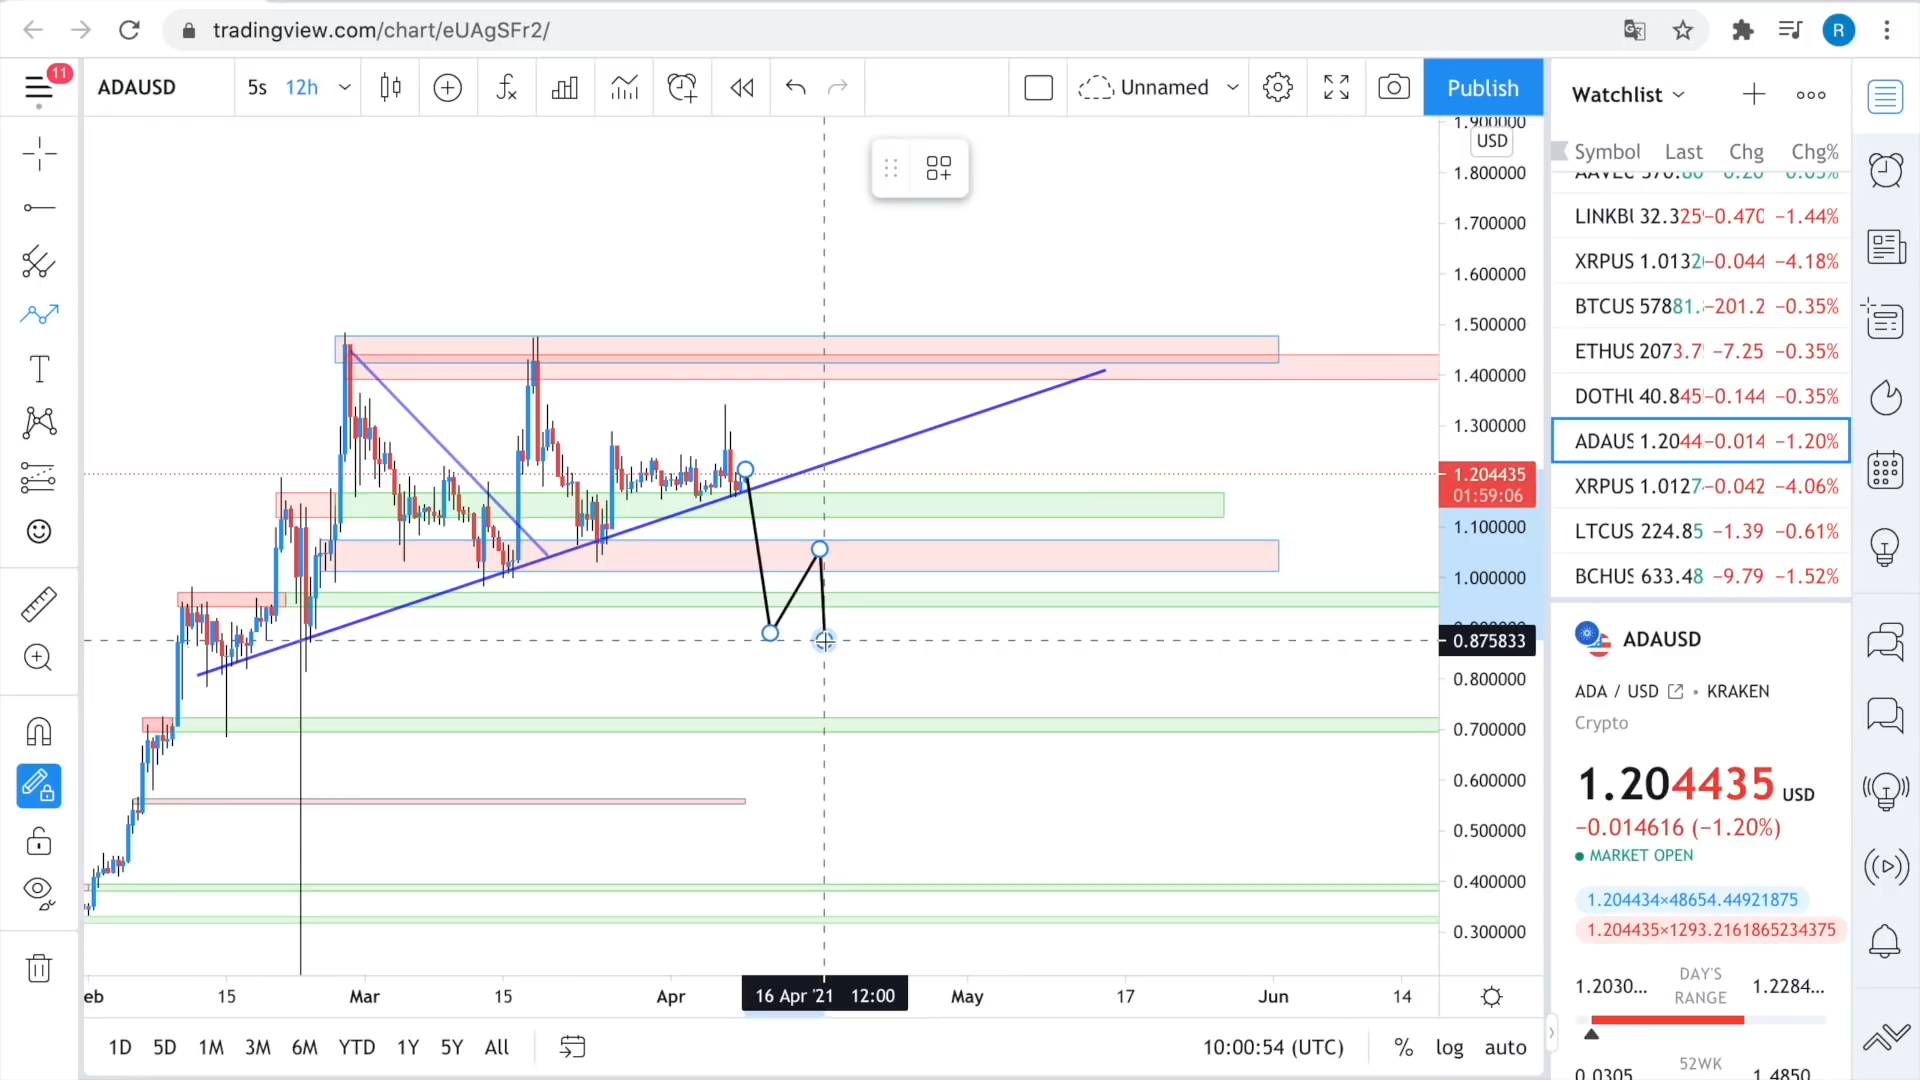 tradingview.com/chart/eUAgSFr2/
R
11
ADAUSD
5s 12h
Unnamed
Publish
Watchlist
Symbol Last Chg Chg%
LINKBU 32.325 −0.470 −1.44%
XRPUS 1.0132 −0.044 −4.18%
BTCUS 57881. −201.2 −0.35%
ETHUS 2073.7 −7.25 −0.35%
DOTHU 40.845 −0.144 −0.35%
ADAUS 1.2044 −0.014 −1.20%
XRPUS 1.0127 −0.042 −4.06%
LTCUS 224.85 −1.39 −0.61%
BCHUS 633.48 −9.79 −1.52%
1.900000
USD
1.800000
1.700000
1.600000
1.500000
1.400000
1.300000
1.204435
01:59:06
1.100000
1.000000
0.875833
0.800000
0.700000
0.600000
0.500000
0.400000
0.300000
T
eb 15 Mar 15 Apr 16 Apr '21 12:00 May 17 Jun 14
1D 5D 1M 3M 6M YTD 1Y 5Y All
10:00:54 (UTC) % log auto
ADAUSD
ADA / USD • KRAKEN
Crypto
1.204435 USD
−0.014616 (−1.20%)
MARKET OPEN
1.204434×48654.44921875
1.204435×1293.2161865234375
1.2030... DAY'S RANGE 1.2284...
52WK
0.0305 1.4850